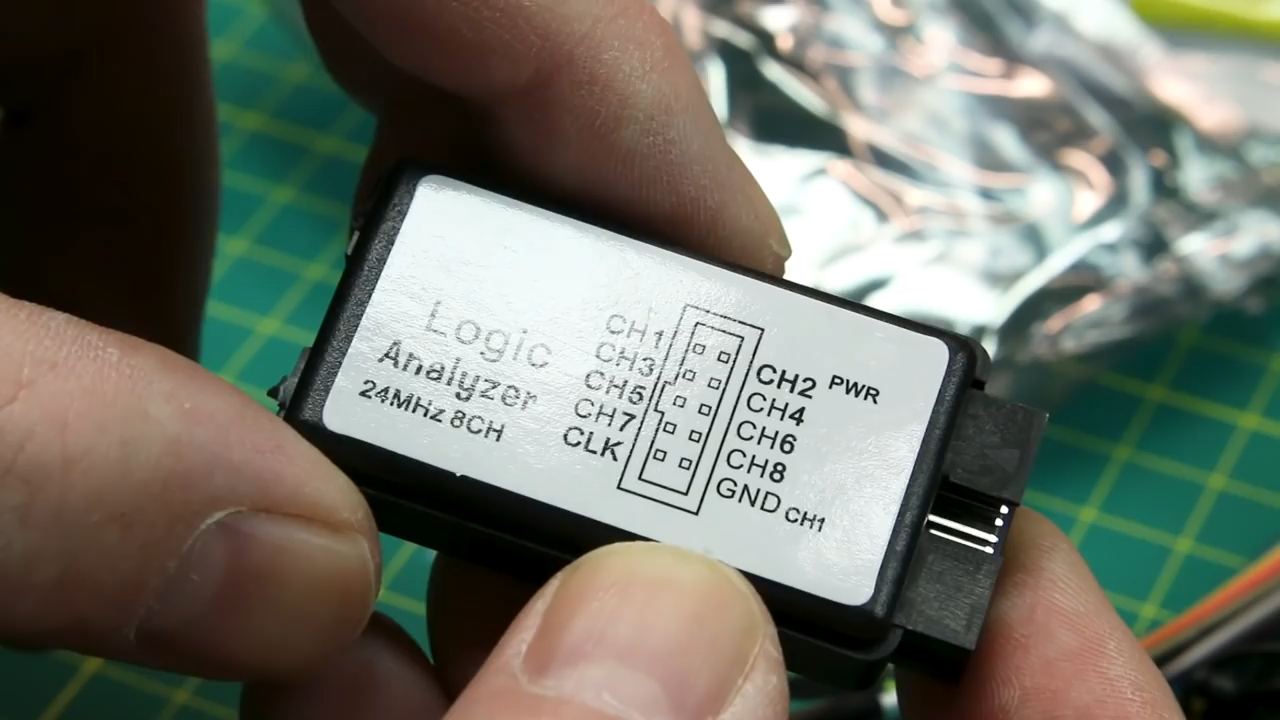 Logic
Analyzer
24MHz 8CH
CH1
CH3
CH5
CH7
CLK
CH2 PWR
CH4
CH6
CH8
GND CH1